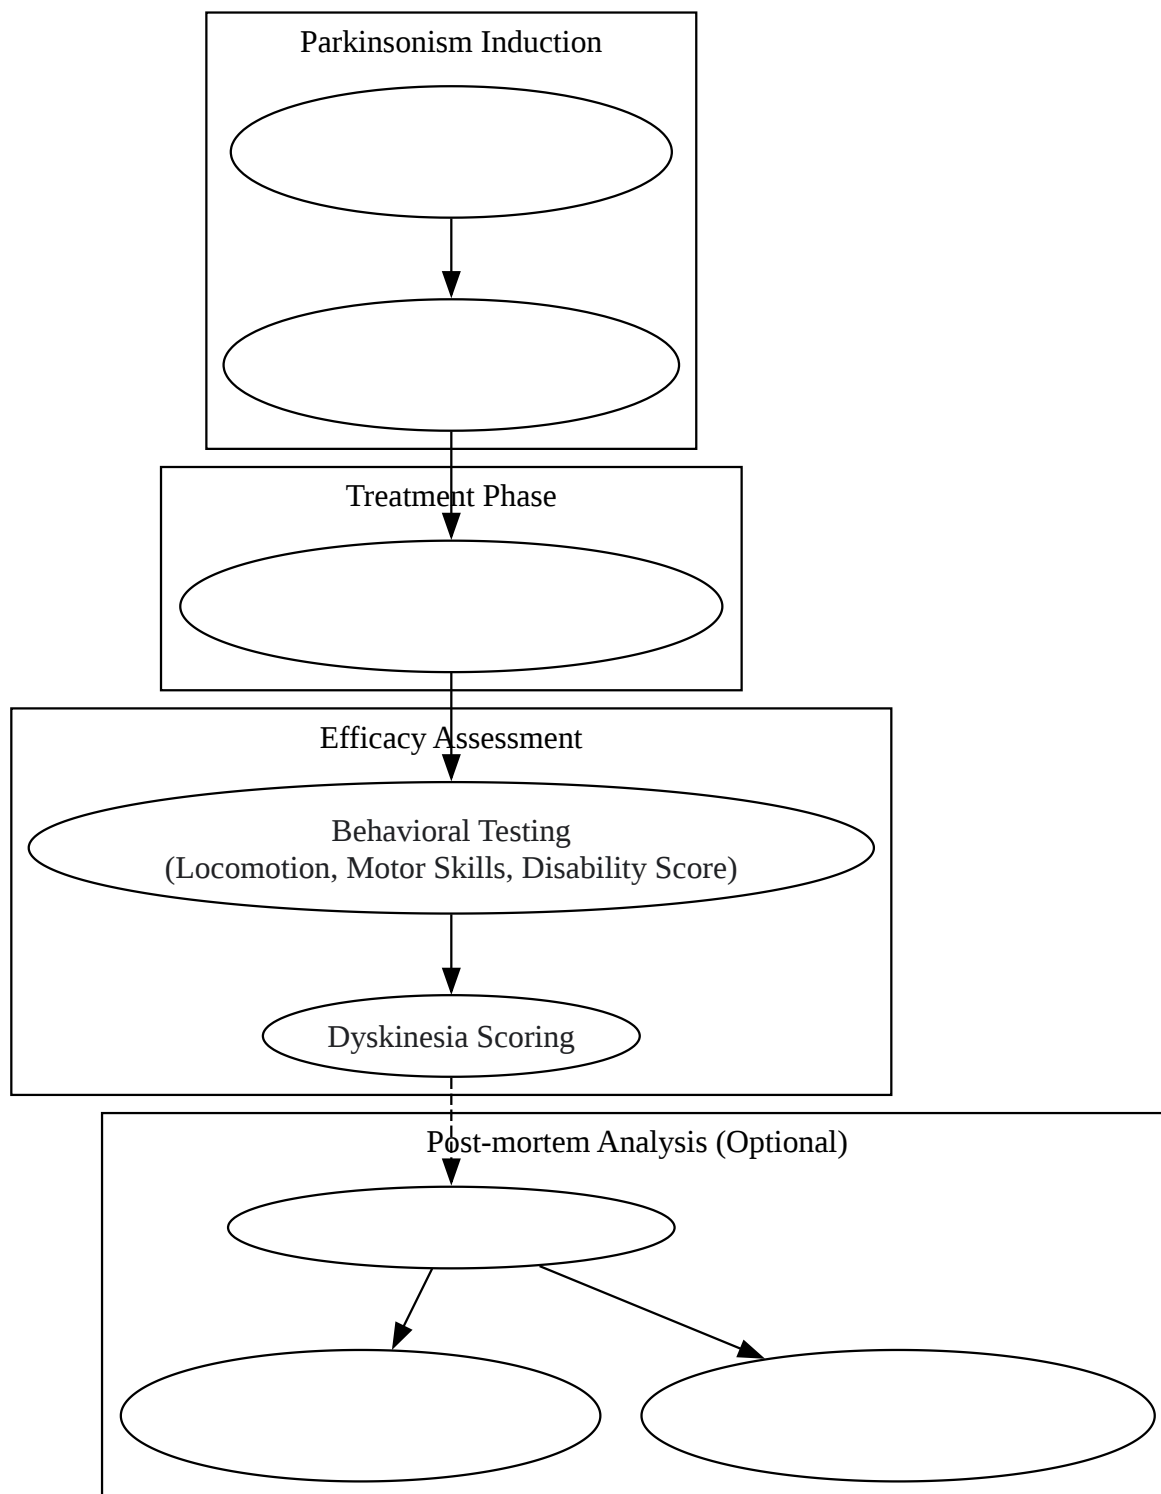 Parkinsonism Induction
Treatment Phase
Efficacy Assessment
Behavioral Testing
(Locomotion, Motor Skills, Disability Score)
Dyskinesia Scoring
Post-mortem Analysis (Optional)